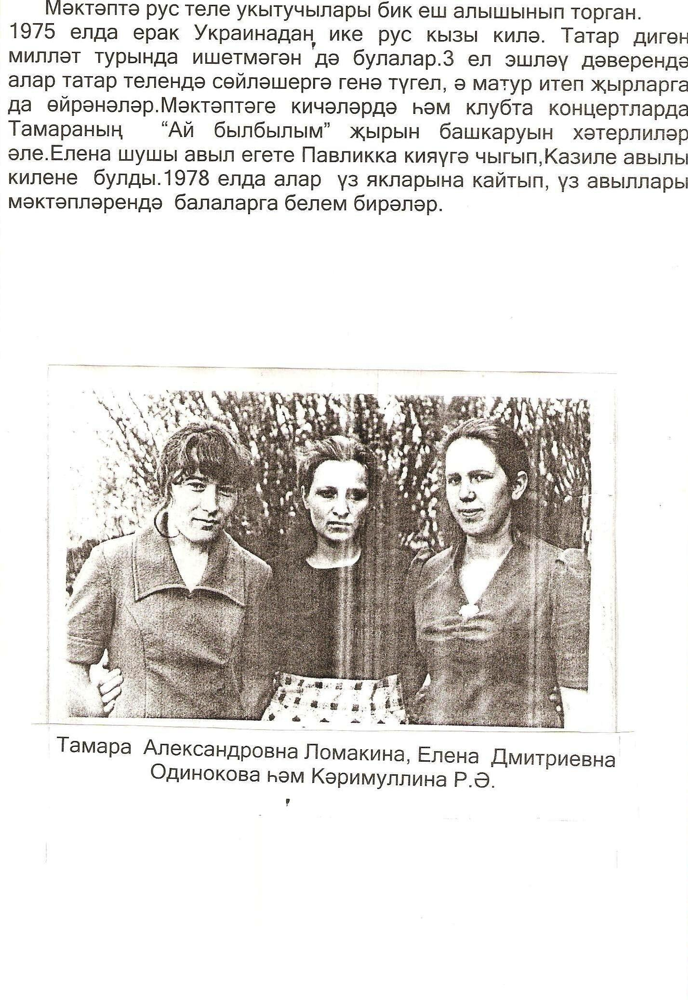 Мәктәптә рус теле укытучылары бик еш алышынып торган.
1975 елда ерак Украинадан ике рус кызы килә. Татар дигән
милләт турында ишетмәгән дә булалар.3 ел эшләү дәверендә
алар татар телендә сөйләшергә генә түгел, ә матур итеп җырларга
да өйрәнәләр.Мәктәптәге кичәләрдә һәм клубта концертларда
Тамараның “Ай былбылым” җырын башкаруын хәтерлиләр
әле.Елена шушы авыл егете Павликка кияүгә чыгып,Казиле авылы
килене булды.1978 елда алар үз якларына кайтып, үз авыллары
мәктәпләрендә балаларга белем бирәләр.
Тамара Александровна Ломакина, Елена Дмитриевна
Одинокова һәм Кәримуллина Р.Ә.